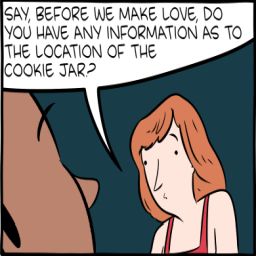 SAY, BEFORE WE MAKE LOVE, DO
YOU HAVE ANY INFORMATION AS TO
THE LOCATION OF THE
COOKIE JAR?